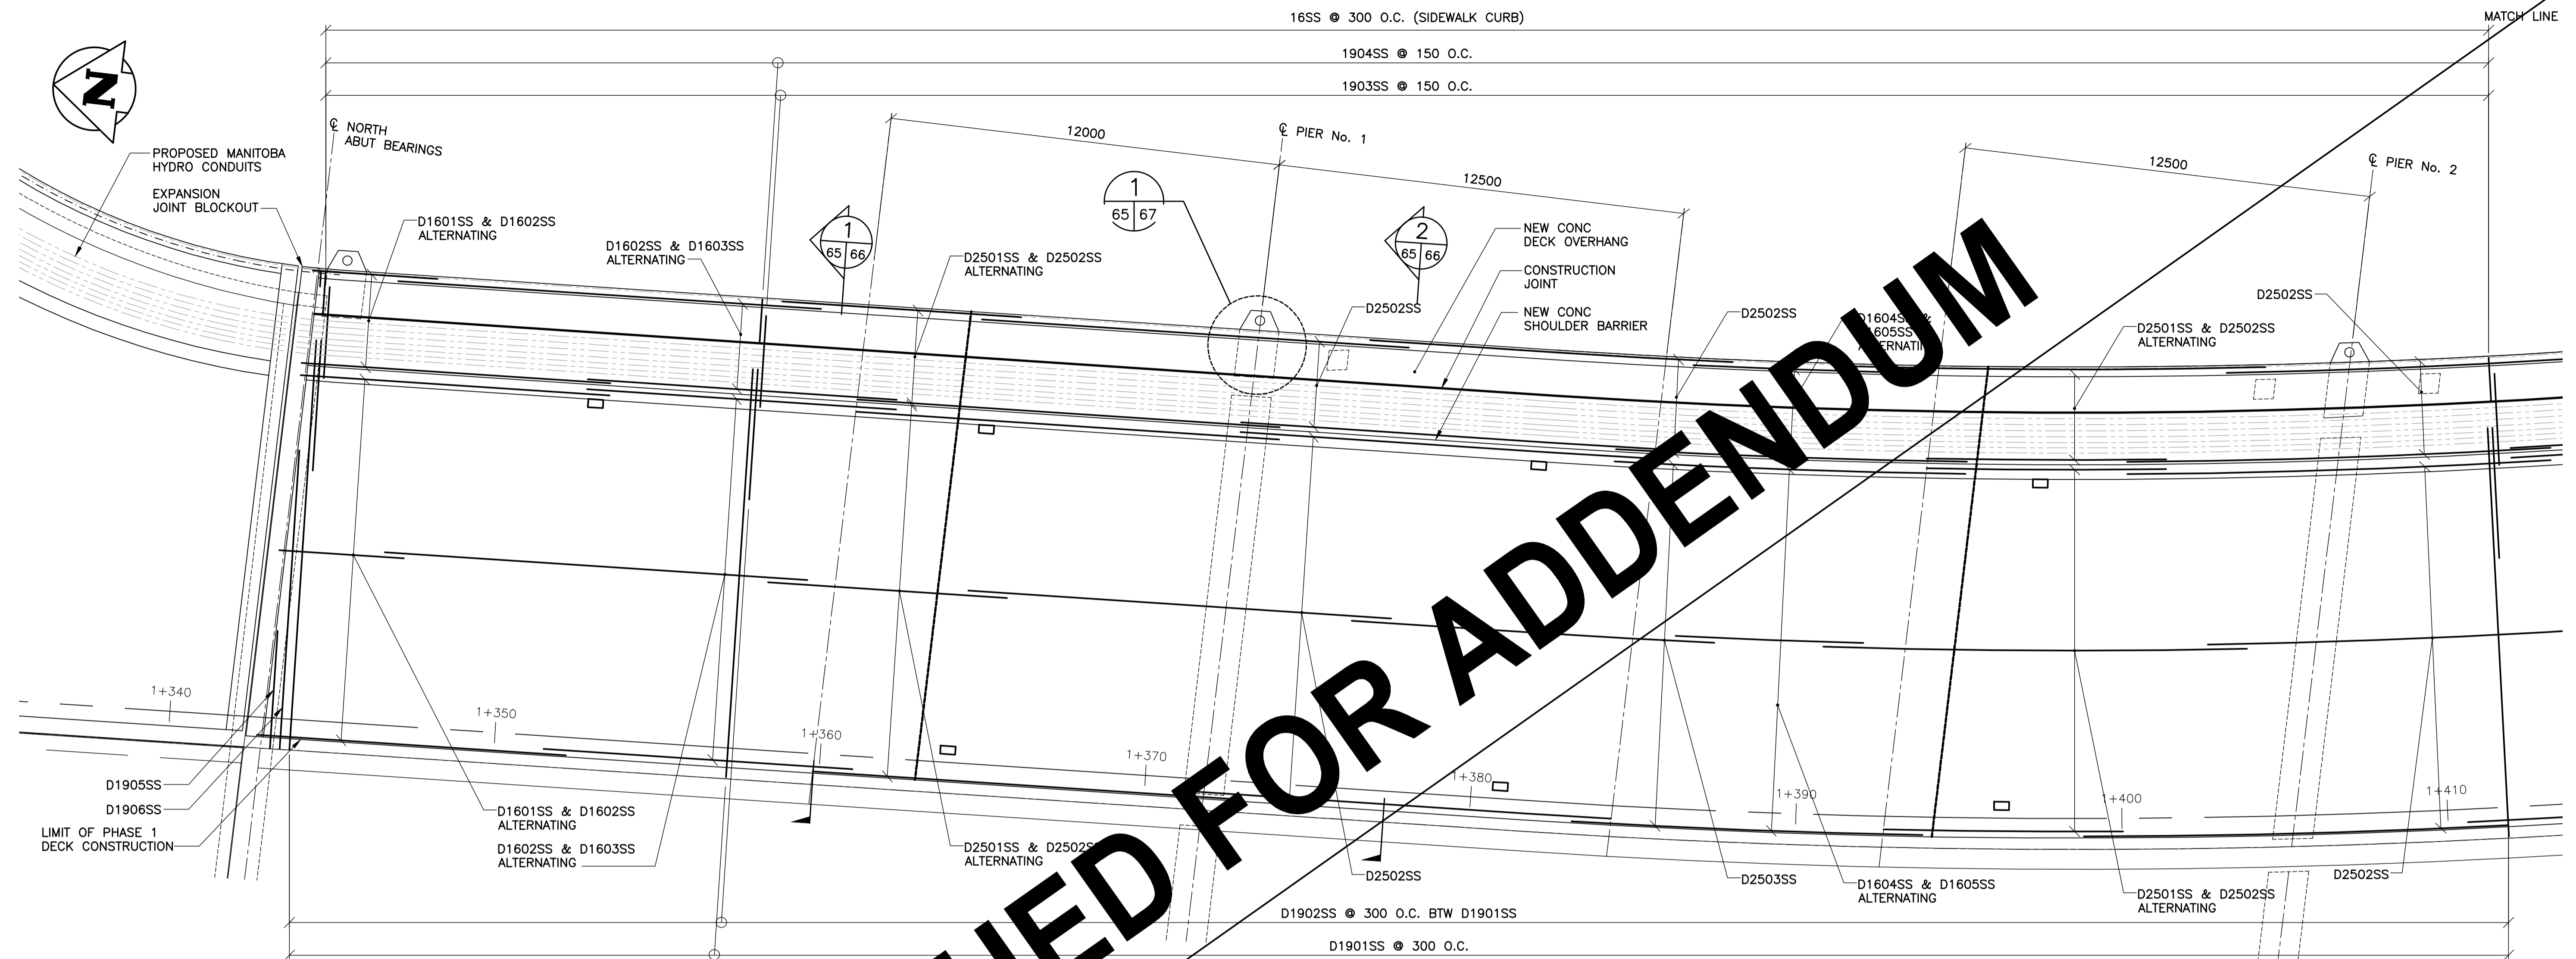 16SS @ 300 O.C. (SIDEWALK CURB)
MATCH LINE
1904SS @ 150 O.C.
1903SS @ 150 O.C.
N
℄ NORTH
ABUT BEARINGS
12000
℄ PIER No. 1
12500
12500
℄ PIER No. 2
PROPOSED MANITOBA
HYDRO CONDUITS
EXPANSION
JOINT BLOCKOUT
D1601SS & D1602SS
ALTERNATING
D1602SS & D1603SS
ALTERNATING
1
65 66
D2501SS & D2502SS
ALTERNATING
1
65 67
2
65 66
NEW CONC
DECK OVERHANG
CONSTRUCTION
JOINT
NEW CONC
SHOULDER BARRIER
D2502SS
D2502SS
D1604SS &
D1605SS
ALTERNATING
D2501SS & D2502SS
ALTERNATING
D2502SS
1+340
1+350
1+360
1+370
1+380
1+390
1+400
1+410
D1905SS
D1906SS
LIMIT OF PHASE 1
DECK CONSTRUCTION
D1601SS & D1602SS
ALTERNATING
D1602SS & D1603SS
ALTERNATING
D2501SS & D2502SS
ALTERNATING
D2502SS
D2503SS
D1604SS & D1605SS
ALTERNATING
D2501SS & D2502SS
ALTERNATING
D2502SS
D1902SS @ 300 O.C. BTW D1901SS
D1901SS @ 300 O.C.
FOR ADDENDUM